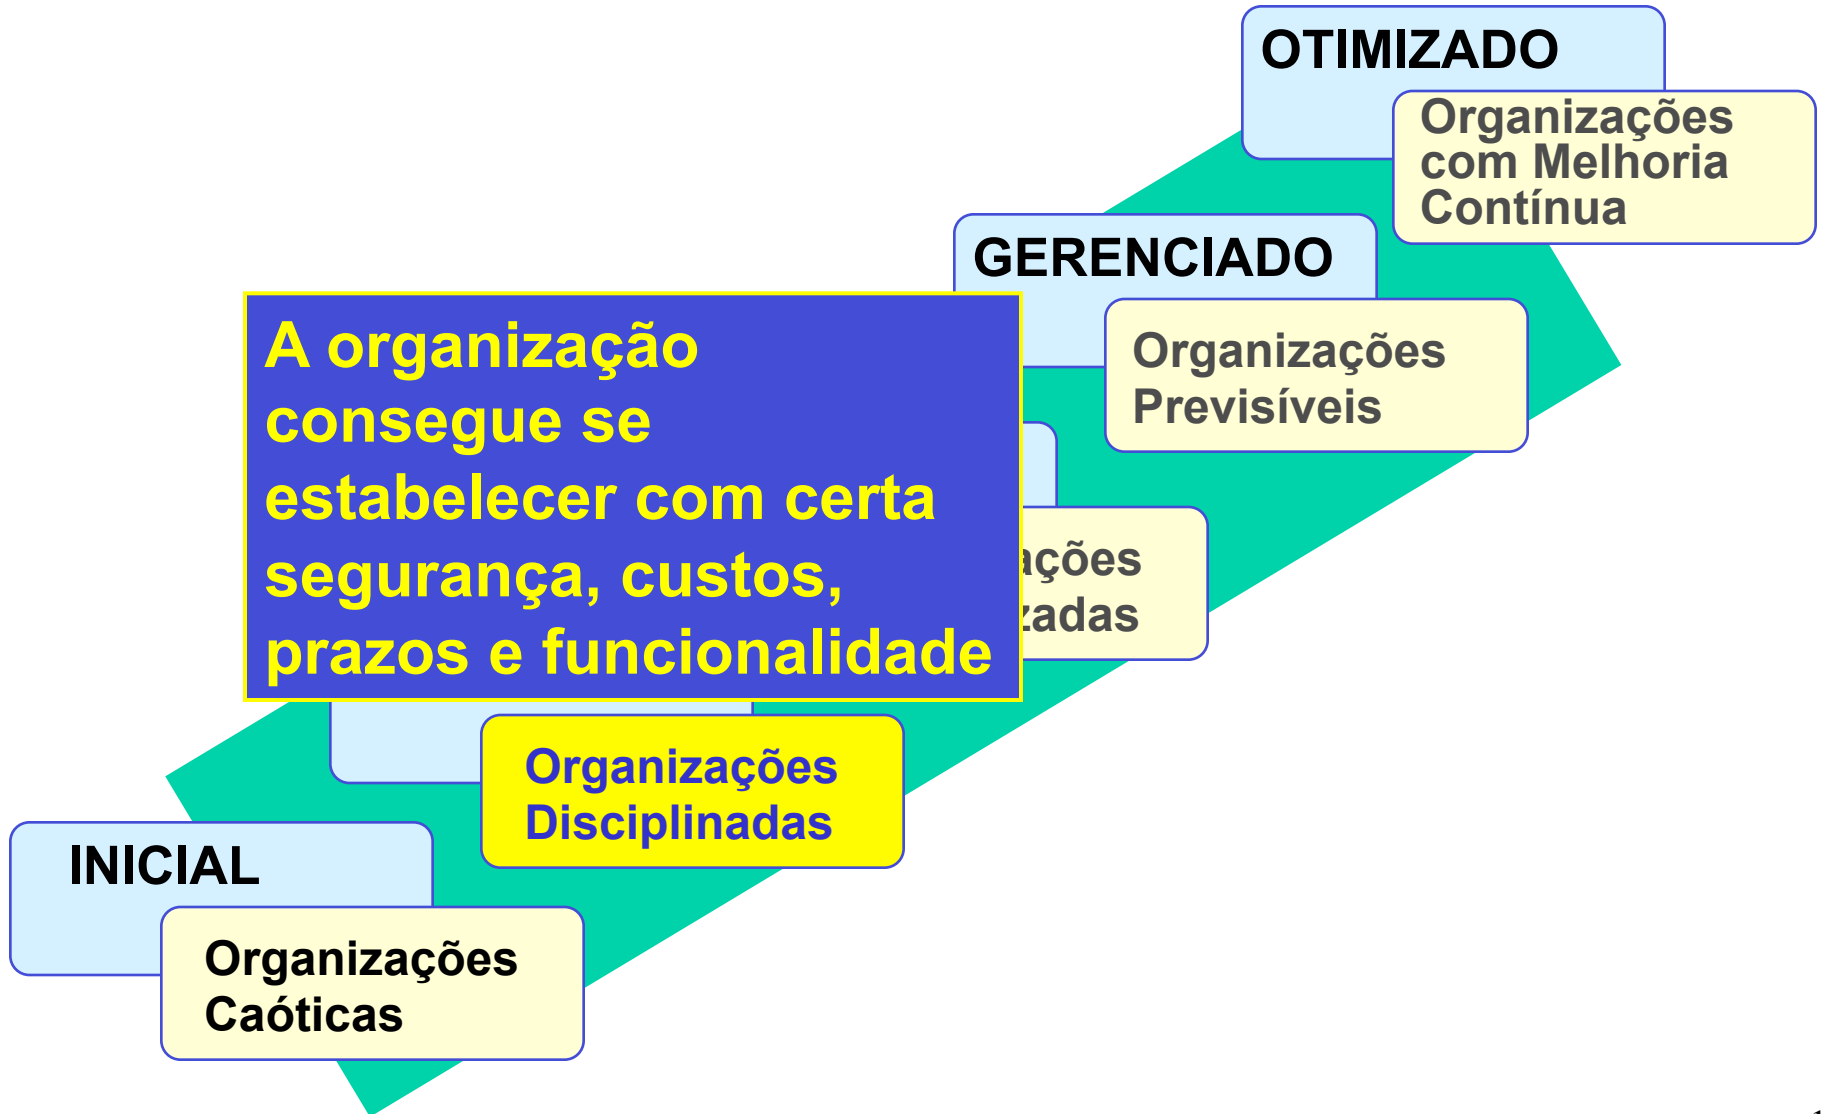 OTIMIZADO
Organizações
com Melhoria
Contínua
GERENCIADO
Organizações
Previsíveis
A organização
consegue se
estabelecer com certa
segurança, custos,
prazos e funcionalidade
ações
zadas
Organizações
Disciplinadas
INICIAL
Organizações
Caóticas